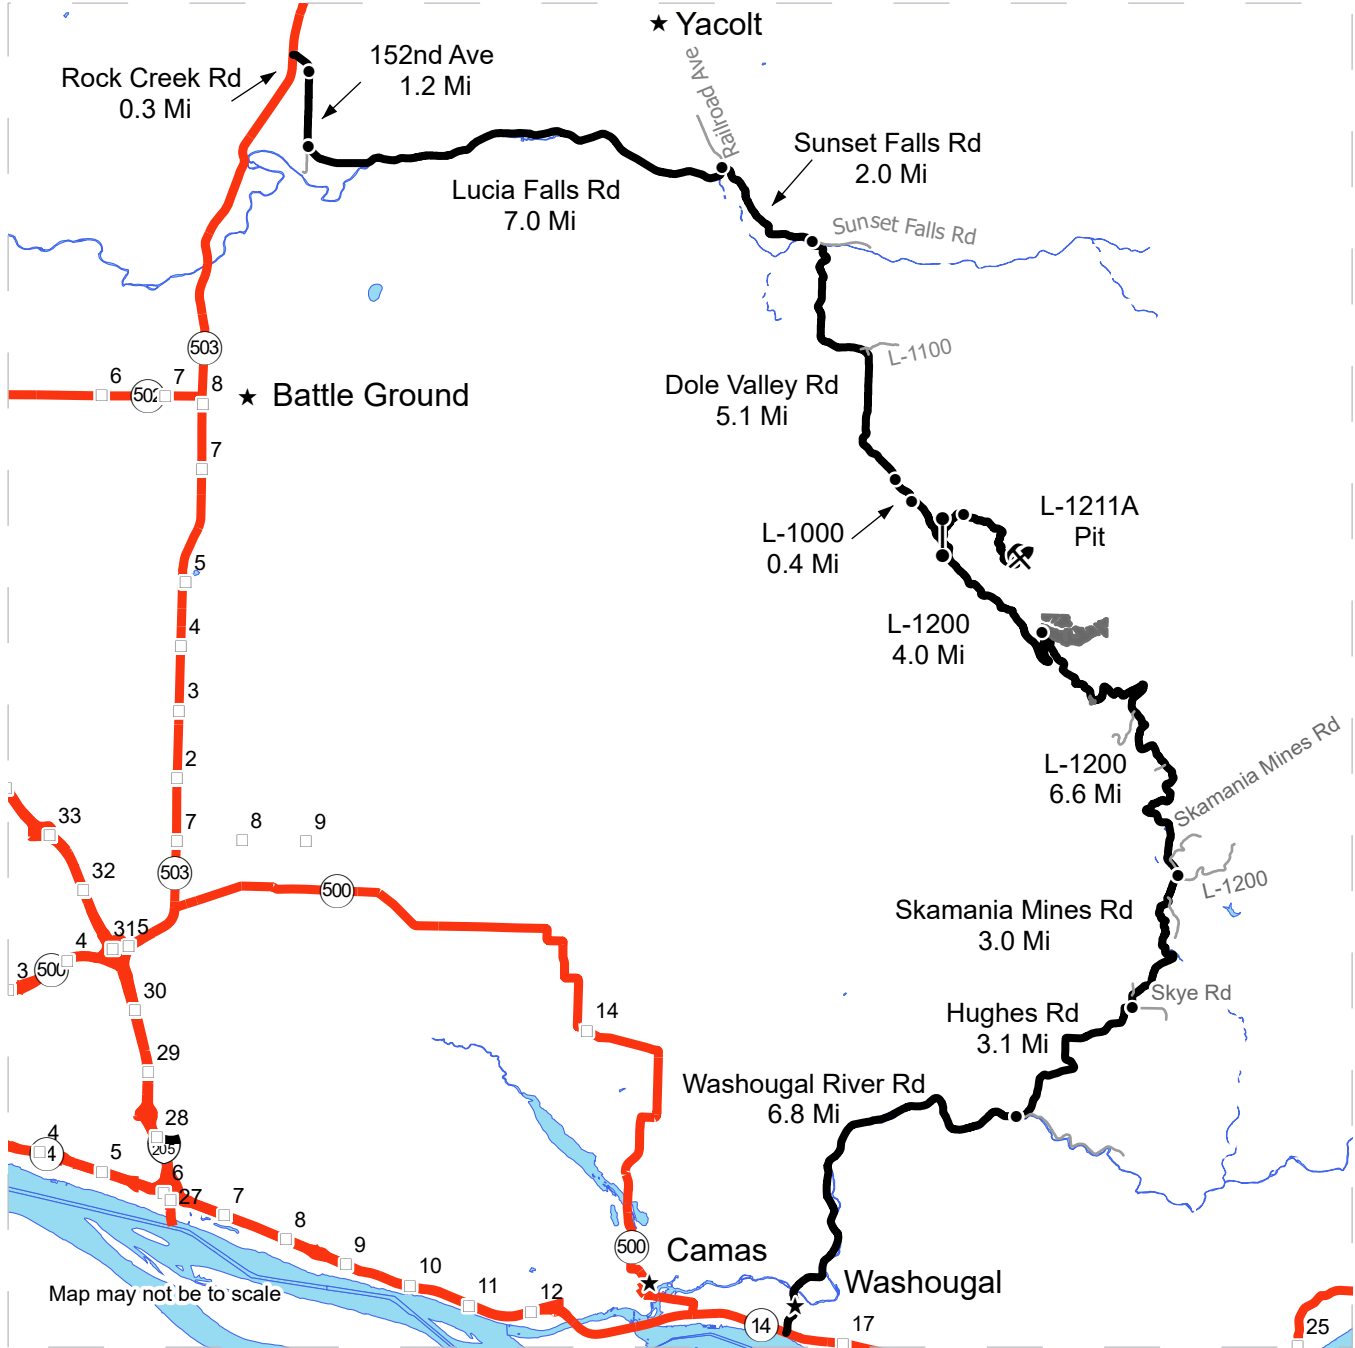 Yacolt
Rock Creek Rd
0.3 Mi
152nd Ave
1.2 Mi
Railroad Ave
Sunset Falls Rd
2.0 Mi
Lucia Falls Rd
7.0 Mi
Sunset Falls Rd
503
L-1100
6
502
7
8
Battle Ground
Dole Valley Rd
5.1 Mi
7
L-1211A
Pit
L-1000
0.4 Mi
5
4
L-1200
4.0 Mi
3
2
L-1200
6.6 Mi
Skamania Mines Rd
33
7
8
9
32
503
500
L-1200
Skamania Mines Rd
3.0 Mi
315
4
3
500
30
14
Skye Rd
Hughes Rd
3.1 Mi
29
Washougal River Rd
6.8 Mi
28
205
4
4
5
6
27
7
8
9
10
11
12
500
Camas
Washougal
Map may not be to scale
14
17
25